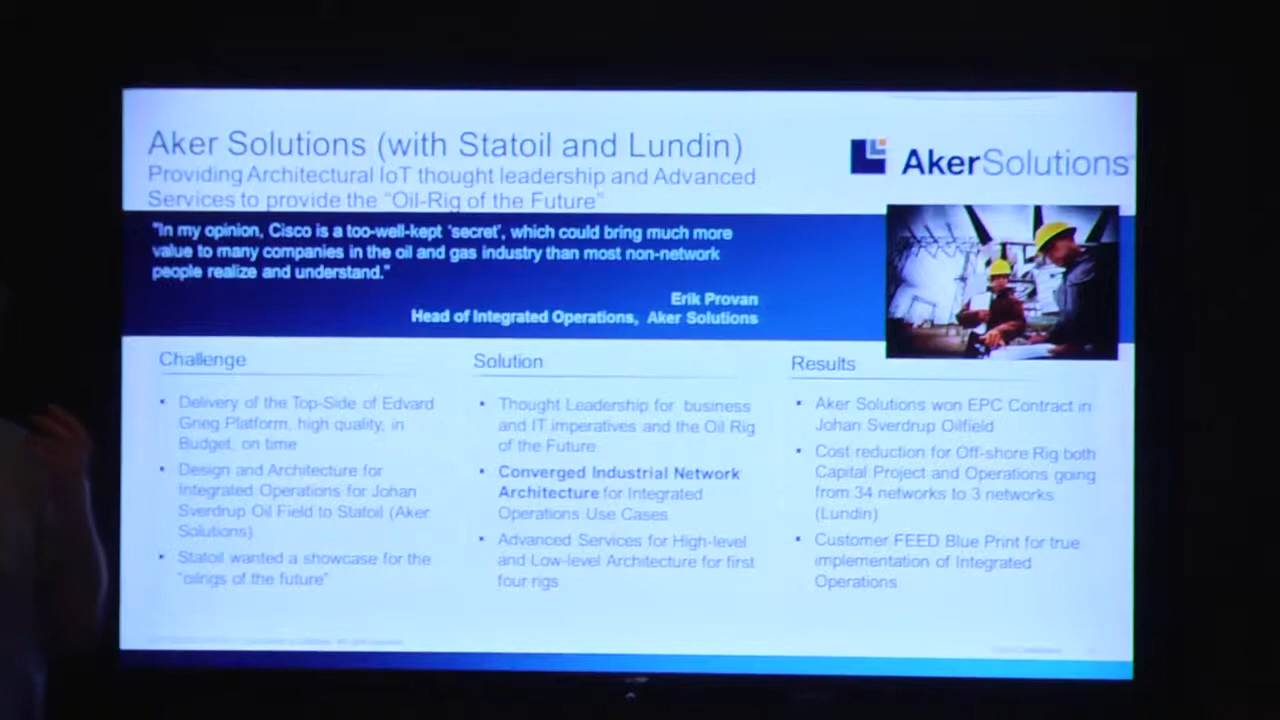 Aker Solutions (with Statoil and Lundin)
Providing Architectural IoT thought leadership and Advanced
Services to provide the “Oil-Rig of the Future”
AkerSolutions
"In my opinion, Cisco is a too-well-kept ‘secret’, which could bring much more
value to many companies in the oil and gas industry than most non-network
people realize and understand.”
Erik Provan
Head of Integrated Operations, Aker Solutions
Challenge
▪ Delivery of the Top-Side of Edvard
Grieg Platform, high quality, in
Budget, on time
▪ Design and Architecture for
Integrated Operations for Johan
Sverdrup Oil Field to Statoil (Aker
Solutions)
▪ Statoil wanted a showcase for the
“oilrigs of the future”
Solution
▪ Thought Leadership for business
and IT imperatives and the Oil Rig
of the Future
▪ Converged Industrial Network
Architecture for Integrated
Operations Use Cases
▪ Advanced Services for High-level
and Low-level Architecture for first
four rigs
Results
▪ Aker Solutions won EPC Contract in
Johan Sverdrup Oilfield
▪ Cost reduction for Off-shore Rig both
Capital Project and Operations going
from 34 networks to 3 networks
(Lundin)
▪ Customer FEED Blue Print for true
implementation of Integrated
Operations